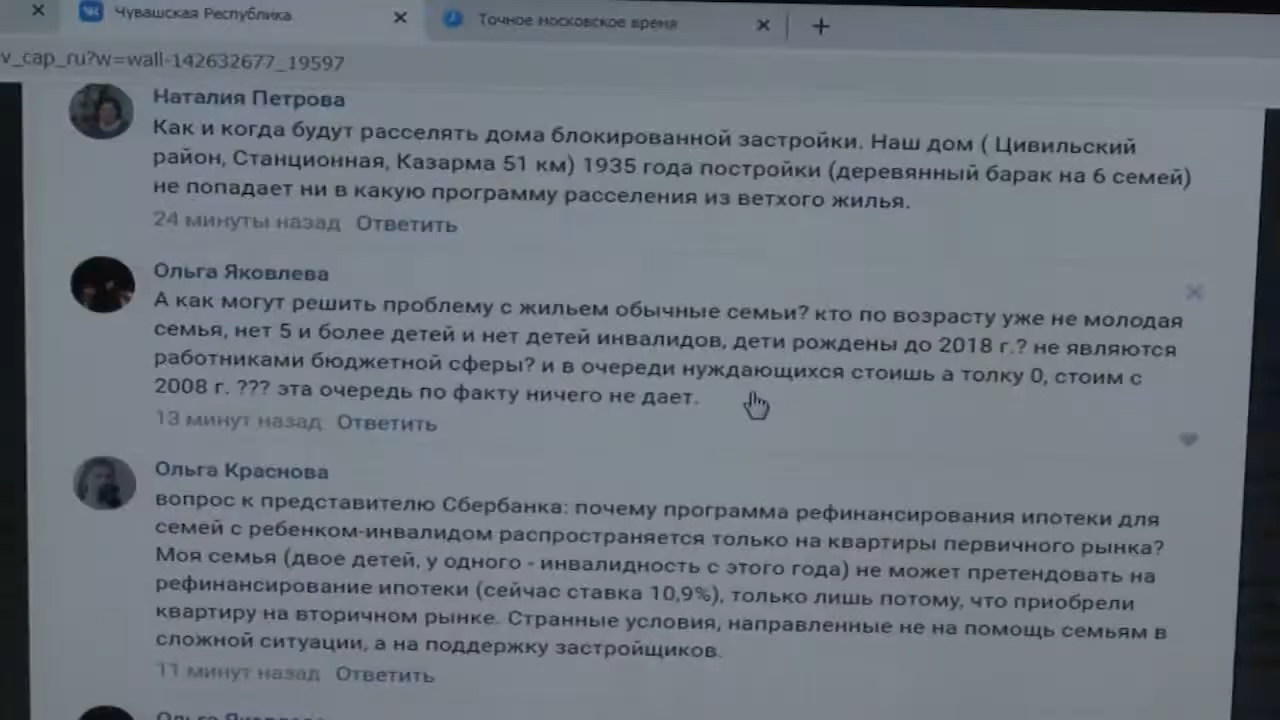 Чувашская Республика
Точное московское время
v_cap_ru?w=wall-142632677_19597
Наталия Петрова
Как и когда будут расселять дома блокированной застройки. Наш дом ( Цивильский
район, Станционная, Казарма 51 км) 1935 года постройки (деревянный барак на 6 семей)
не попадает ни в какую программу расселения из ветхого жилья.
24 минуты назад Ответить
Ольга Яковлева
А как могут решить проблему с жильем обычные семьи? кто по возрасту уже не молодая
семья, нет 5 и более детей и нет детей инвалидов, дети рождены до 2018 г.? не являются
работниками бюджетной сферы? и в очереди нуждающихся стоишь а толку 0, стоим с
2008 г. ??? эта очередь по факту ничего не дает.
13 минут назад Ответить
Ольга Краснова
вопрос к представителю Сбербанка: почему программа рефинансирования ипотеки для
семей с ребенком-инвалидом распространяется только на квартиры первичного рынка?
Моя семья (двое детей, у одного - инвалидность с этого года) не может претендовать на
рефинансирование ипотеки (сейчас ставка 10,9%), только лишь потому, что приобрели
квартиру на вторичном рынке. Странные условия, направленные не на помощь семьям в
сложной ситуации, а на поддержку застройщиков.
11 минут назад Ответить